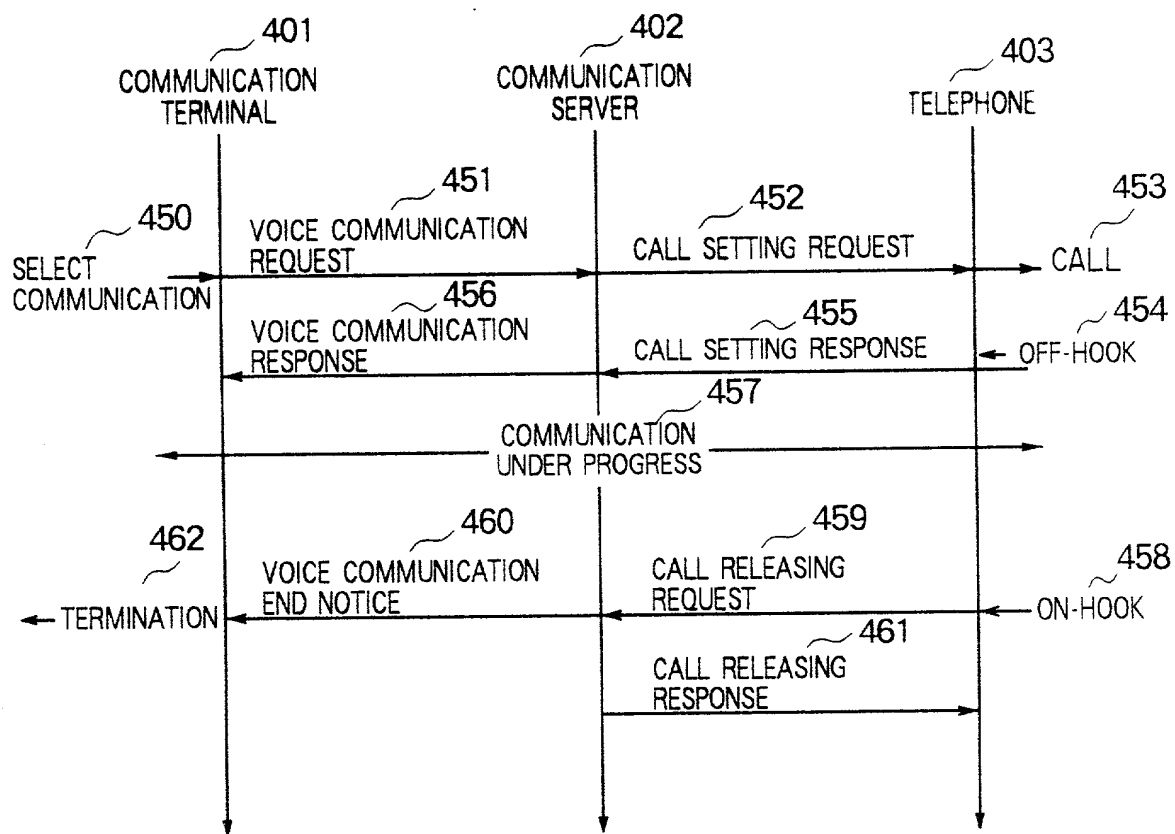 401
COMMUNICATION
TERMINAL
402
COMMUNICATION
SERVER
403
TELEPHONE
450
SELECT
COMMUNICATION
451
VOICE COMMUNICATION
REQUEST
452
CALL SETTING REQUEST
453
CALL
456
VOICE COMMUNICATION
RESPONSE
455
CALL SETTING RESPONSE
454
OFF-HOOK
457
COMMUNICATION
UNDER PROGRESS
462
TERMINATION
460
VOICE COMMUNICATION
END NOTICE
459
CALL RELEASING
REQUEST
458
ON-HOOK
461
CALL RELEASING
RESPONSE